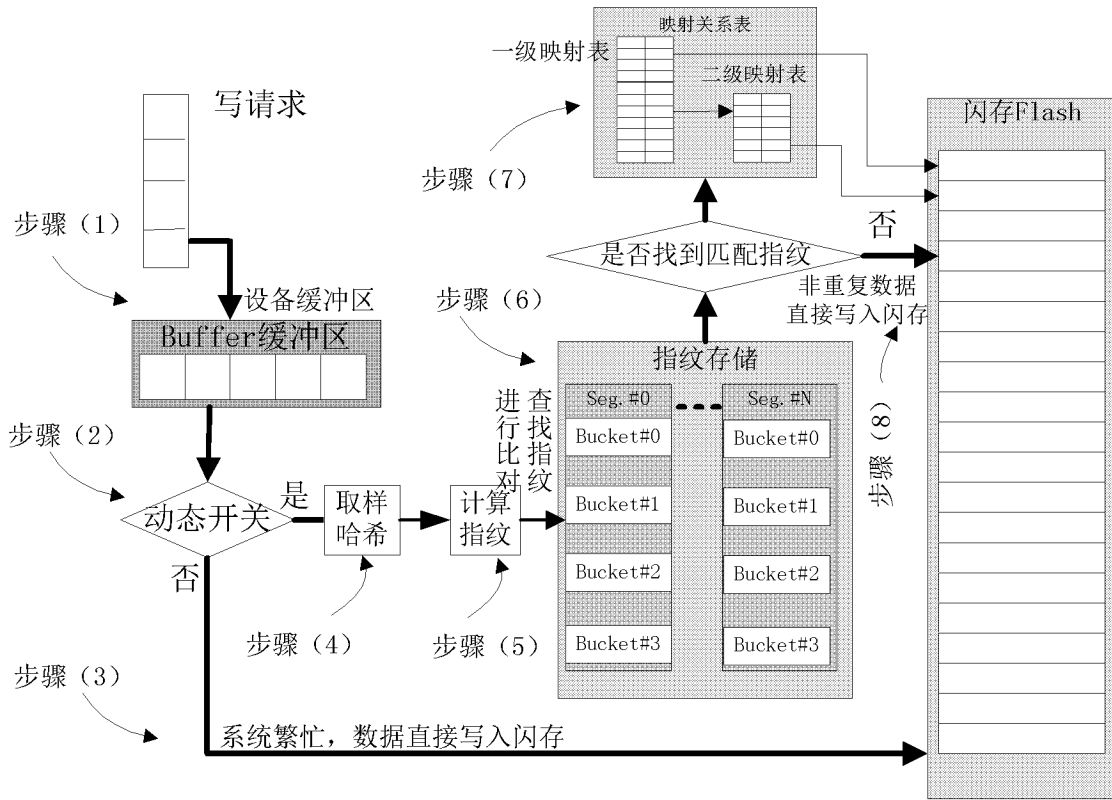 映射关系表
一级映射表
二级映射表
写请求
闪存Flash
步骤（7）
步骤（1）
否
是否找到匹配指纹
非重复数据
直接写入闪存
步骤（6）
设备缓冲区
Buffer缓冲区
指纹存储
查找指纹
进行比对
Seg.#0
Seg.#N
Bucket#0
Bucket#0
步骤（8）
步骤（2）
是
动态开关
取样
哈希
计算
指纹
Bucket#1
Bucket#1
否
Bucket#2
Bucket#2
步骤（4）
步骤（5）
Bucket#3
Bucket#3
步骤（3）
系统繁忙，数据直接写入闪存